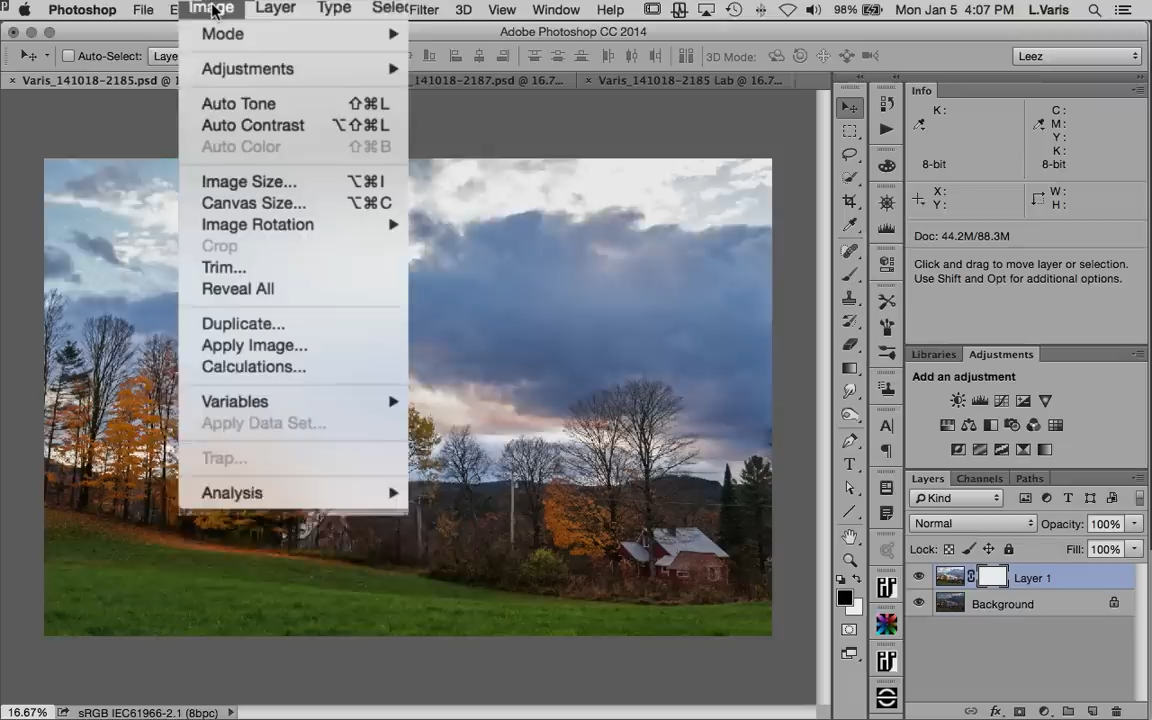 Photoshop File E Image Layer Type Sele Filter 3D View Window Help 98% Mon Jan 5 4:07 PM L.Varis
Adobe Photoshop CC 2014
Auto-Select: Laye 3D Mode: Leez
× Varis_141018-2185.psd @ 1 _141018-2187.psd @ 16.7... × Varis_141018-2185 Lab @ 16.7...
Mode
Adjustments
Auto Tone ⇧⌘L
Auto Contrast ⌥⇧⌘L
Auto Color ⇧⌘B
Image Size... ⌥⌘I
Canvas Size... ⌥⌘C
Image Rotation
Crop
Trim...
Reveal All
Duplicate...
Apply Image...
Calculations...
Variables
Apply Data Set...
Trap...
Analysis
Info
K: C:
M:
Y:
K:
8-bit 8-bit
X: W:
Y: H:
Doc: 44.2M/88.3M
Click and drag to move layer or selection.
Use Shift and Opt for additional options.
Libraries Adjustments
Add an adjustment
Layers Channels Paths
Kind
Normal Opacity: 100%
Lock: Fill: 100%
Layer 1
Background
16.67% sRGB IEC61966-2.1 (8bpc)